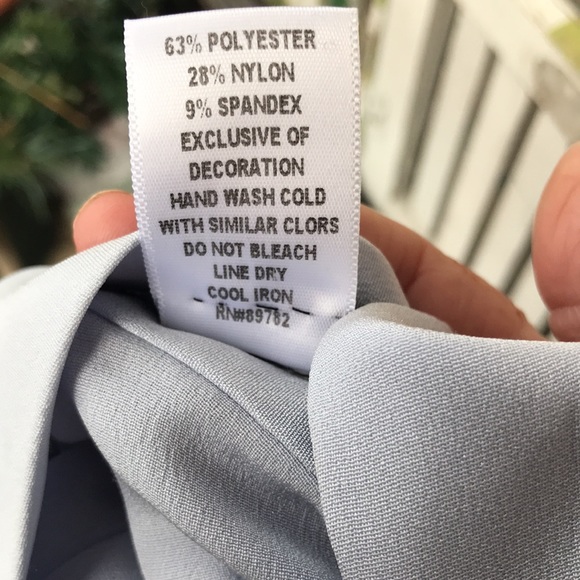 63% POLYESTER
28% NYLON
9% SPANDEX
EXCLUSIVE OF
DECORATION
HAND WASH COLD
WITH SIMILAR CLORS
DO NOT BLEACH
LINE DRY
COOL IRON
RN#89782